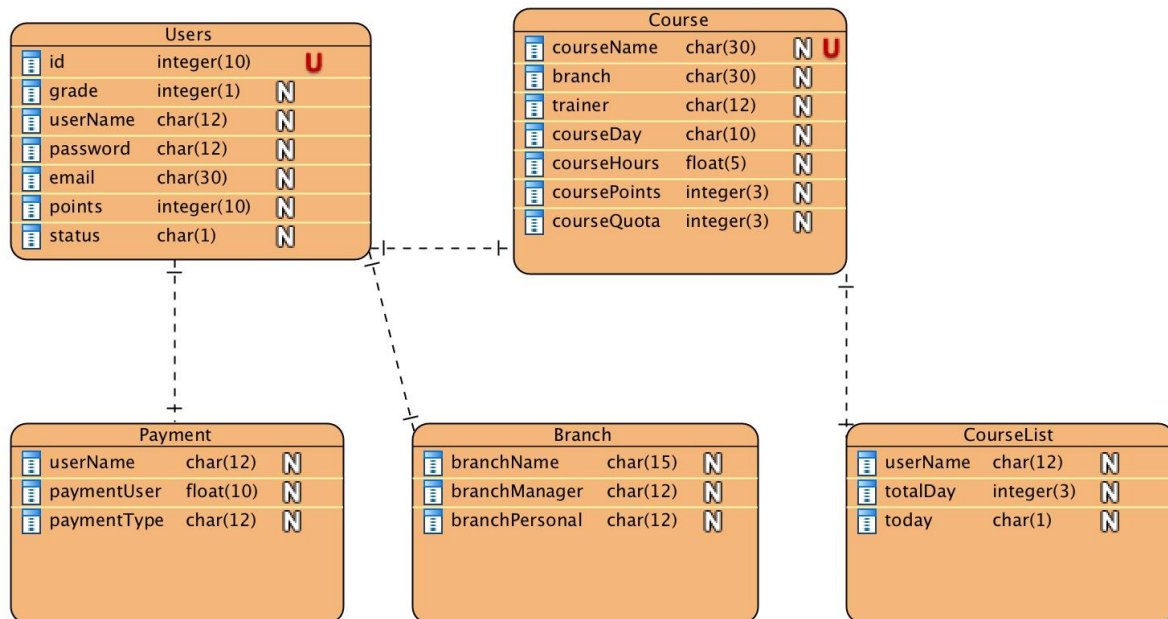 Users
id integer(10) U
grade integer(1) N
userName char(12) N
password char(12) N
email char(30) N
points integer(10) N
status char(1) N
Course
courseName char(30) N U
branch char(30) N
trainer char(12) N
courseDay char(10) N
courseHours float(5) N
coursePoints integer(3) N
courseQuota integer(3) N
Payment
userName char(12) N
paymentUser float(10) N
paymentType char(12) N
Branch
branchName char(15) N
branchManager char(12) N
branchPersonal char(12) N
CourseList
userName char(12) N
totalDay integer(3) N
today char(1) N